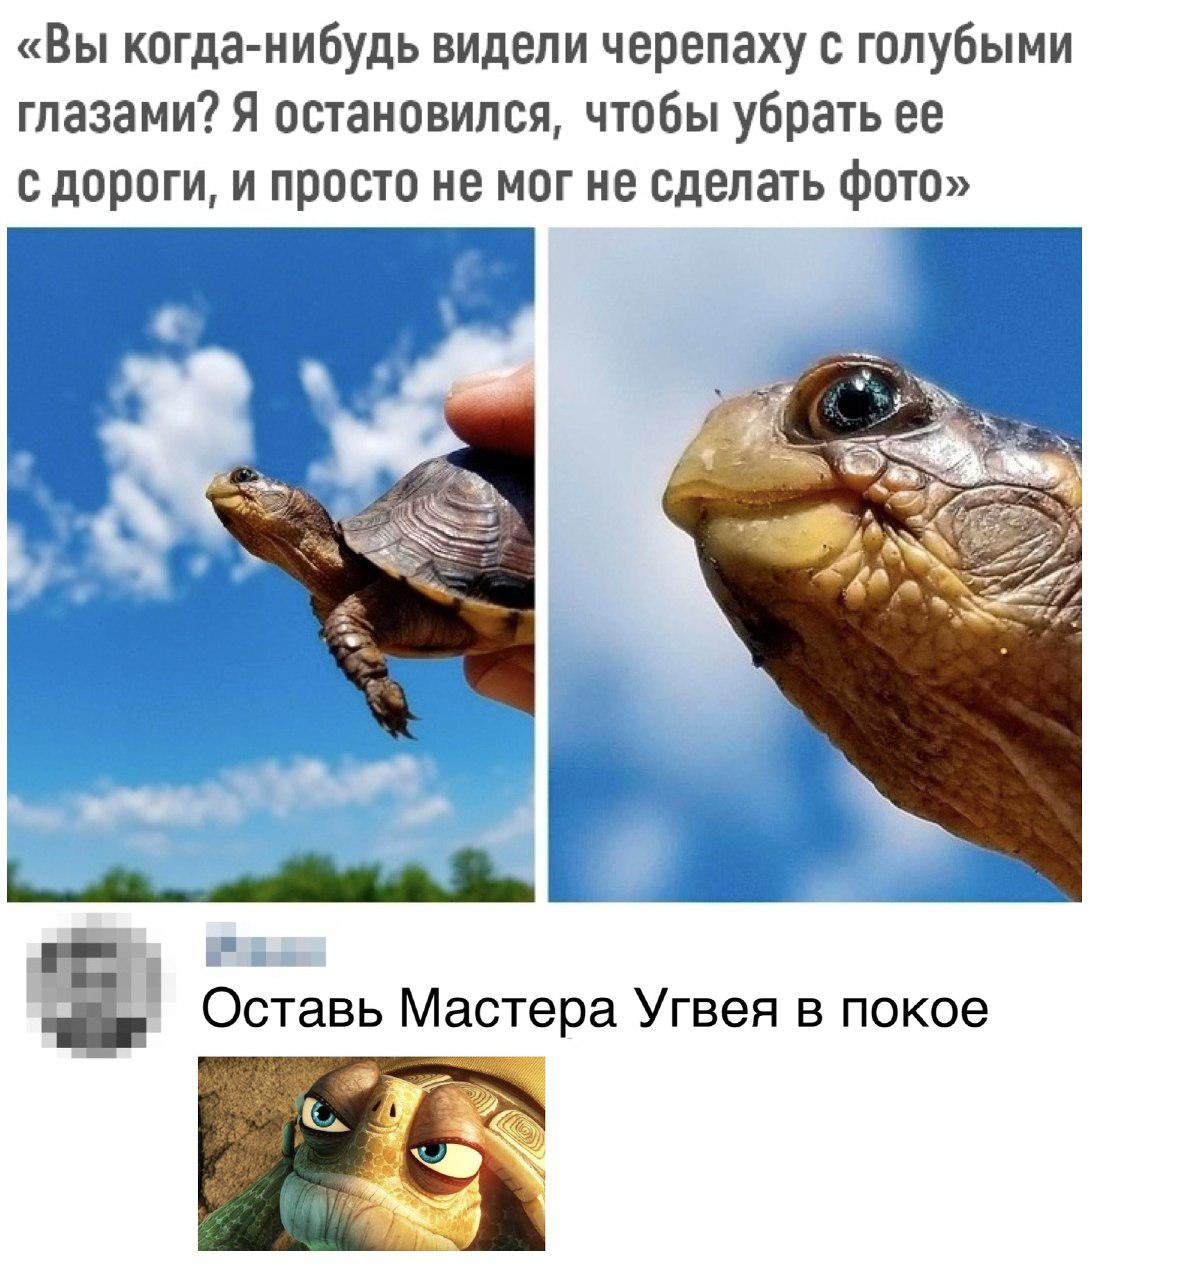 «Вы когда-нибудь видели черепаху с голубыми
глазами? Я остановился, чтобы убрать ее
с дороги, и просто не мог не сделать фото»
Оставь Мастера Угвея в покое